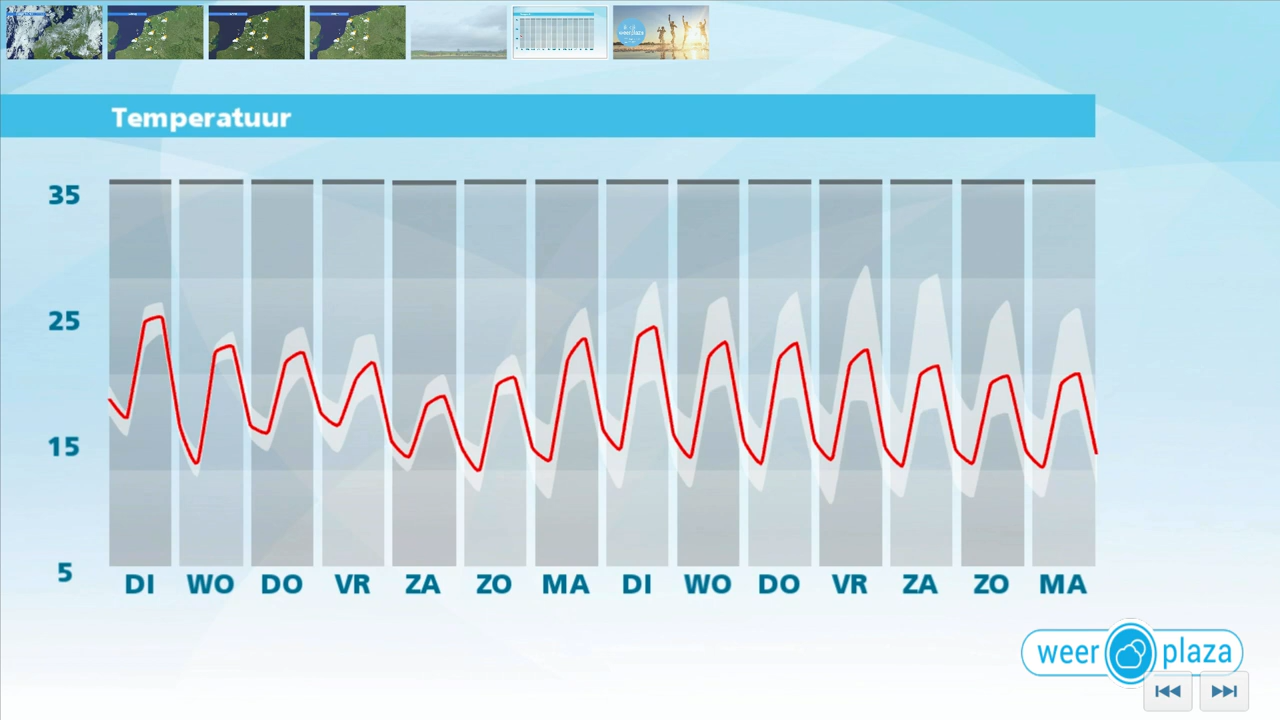 Temperatuur
35
25
15
5
DI WO DO VR ZA ZO MA DI WO DO VR ZA ZO MA
weer plaza